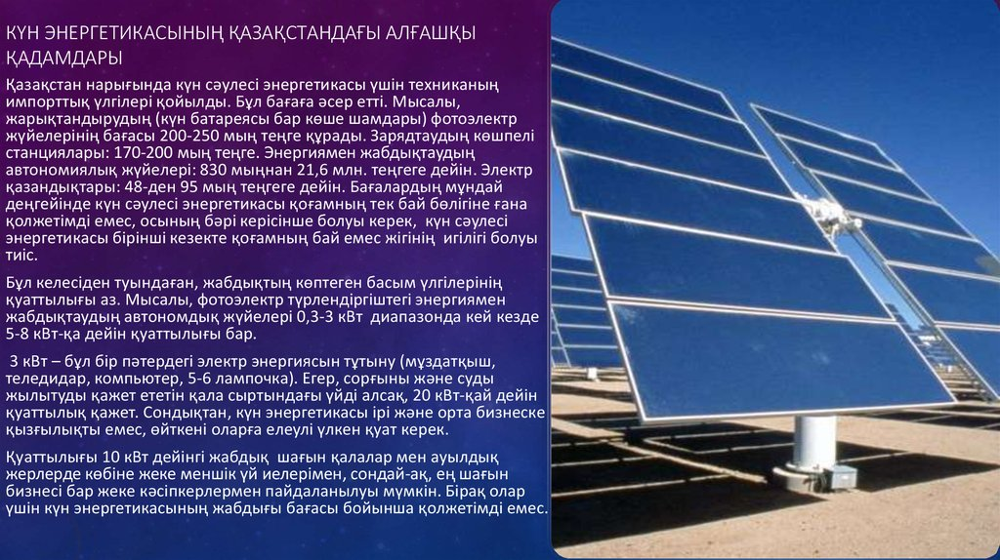 КҮН ЭНЕРГЕТИКАСЫНЫҢ ҚАЗАҚСТАНДАҒЫ АЛҒАШҚЫ
ҚАДАМДАРЫ
Қазақстан нарығында күн сәулесі энергетикасы үшін техниканың
импорттық үлгілері қойылды. Бұл бағаға әсер етті. Мысалы,
жарықтандырудың (күн батареясы бар көше шамдары) фотоэлектр
жүйелерінің бағасы 200-250 мың теңге құрады. Зарядтаудың көшпелі
станциялары: 170-200 мың теңге. Энергиямен жабдықтаудың
автономиялық жүйелері: 830 мыңнан 21,6 млн. теңгеге дейін. Электр
қазандықтары: 48-ден 95 мың теңгеге дейін. Бағалардың мұндай
деңгейінде күн сәулесі энергетикасы қоғамның тек бай бөлігіне ғана
қолжетімді емес, осының бәрі керісінше болуы керек,  күн сәулесі
энергетикасы бірінші кезекте қоғамның бай емес жігінің  игілігі болуы
тиіс.
Бұл келесіден туындаған, жабдықтың көптеген басым үлгілерінің
қуаттылығы аз. Мысалы, фотоэлектр түрлендіргіштегі энергиямен
жабдықтаудың автономдық жүйелері 0,3-3 кВт  диапазонда кей кезде
5-8 кВт-қа дейін қуаттылығы бар.
3 кВт – бұл бір пәтердегі электр энергиясын тұтыну (мұздатқыш,
теледидар, компьютер, 5-6 лампочка). Егер, сорғыны және суды
жылытуды қажет ететін қала сыртындағы үйді алсақ, 20 кВт-қай дейін
қуаттылық қажет. Сондықтан, күн энергетикасы ірі және орта бизнеске
қызғылықты емес, өйткені оларға елеулі үлкен қуат керек.
Қуаттылығы 10 кВт дейінгі жабдық  шағын қалалар мен ауылдық
жерлерде көбіне жеке меншік үй иелерімен, сондай-ақ, ең шағын
бизнесі бар жеке кәсіпкерлермен пайдаланылуы мүмкін. Бірақ олар
үшін күн энергетикасының жабдығы бағасы бойынша қолжетімді емес.